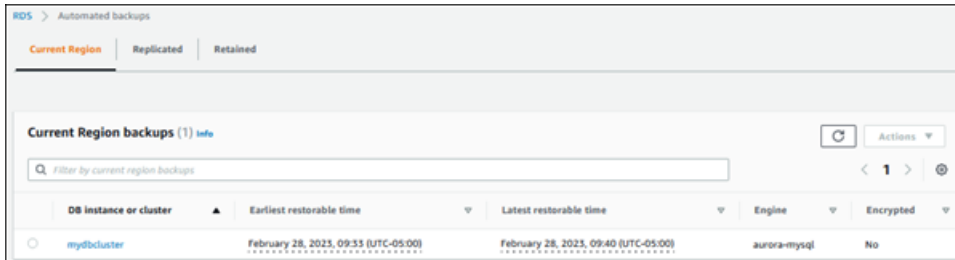 RDS > Automated backups
Current Region Replicated Retained
Current Region backups (1) Info
Actions ▼
Filter by current region backups
< 1 >
DB instance or cluster ▲ Earliest restorable time ▼ Latest restorable time ▼ Engine ▼ Encrypted ▼
mydbcluster February 28, 2023, 09:33 (UTC-05:00) February 28, 2023, 09:40 (UTC-05:00) aurora-mysql No